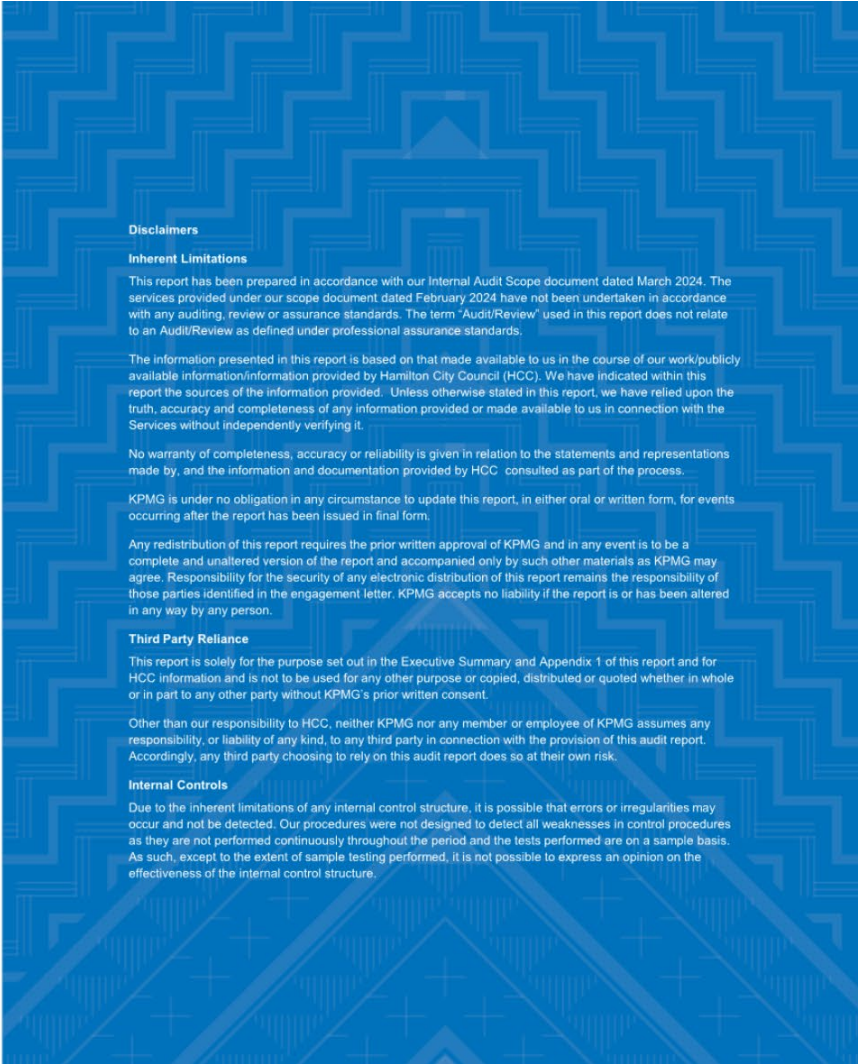 Disclaimers
Inherent Limitations
This report has been prepared in accordance with our Internal Audit Scope document dated March 2024. The
services provided under our scope document dated February 2024 have not been undertaken in accordance
with any auditing, review or assurance standards. The term “Audit/Review” used in this report does not relate
to an Audit/Review as defined under professional assurance standards.
The information presented in this report is based on that made available to us in the course of our work/publicly
available information/information provided by Hamilton City Council (HCC). We have indicated within this
report the sources of the information provided.  Unless otherwise stated in this report, we have relied upon the
truth, accuracy and completeness of any information provided or made available to us in connection with the
Services without independently verifying it.
No warranty of completeness, accuracy or reliability is given in relation to the statements and representations
made by, and the information and documentation provided by HCC  consulted as part of the process.
KPMG is under no obligation in any circumstance to update this report, in either oral or written form, for events
occurring after the report has been issued in final form.
Any redistribution of this report requires the prior written approval of KPMG and in any event is to be a
complete and unaltered version of the report and accompanied only by such other materials as KPMG may
agree. Responsibility for the security of any electronic distribution of this report remains the responsibility of
those parties identified in the engagement letter. KPMG accepts no liability if the report is or has been altered
in any way by any person.
Third Party Reliance
This report is solely for the purpose set out in the Executive Summary and Appendix 1 of this report and for
HCC information and is not to be used for any other purpose or copied, distributed or quoted whether in whole
or in part to any other party without KPMG’s prior written consent.
Other than our responsibility to HCC, neither KPMG nor any member or employee of KPMG assumes any
responsibility, or liability of any kind, to any third party in connection with the provision of this audit report.
Accordingly, any third party choosing to rely on this audit report does so at their own risk.
Internal Controls
Due to the inherent limitations of any internal control structure, it is possible that errors or irregularities may
occur and not be detected. Our procedures were not designed to detect all weaknesses in control procedures
as they are not performed continuously throughout the period and the tests performed are on a sample basis.
As such, except to the extent of sample testing performed, it is not possible to express an opinion on the
effectiveness of the internal control structure.